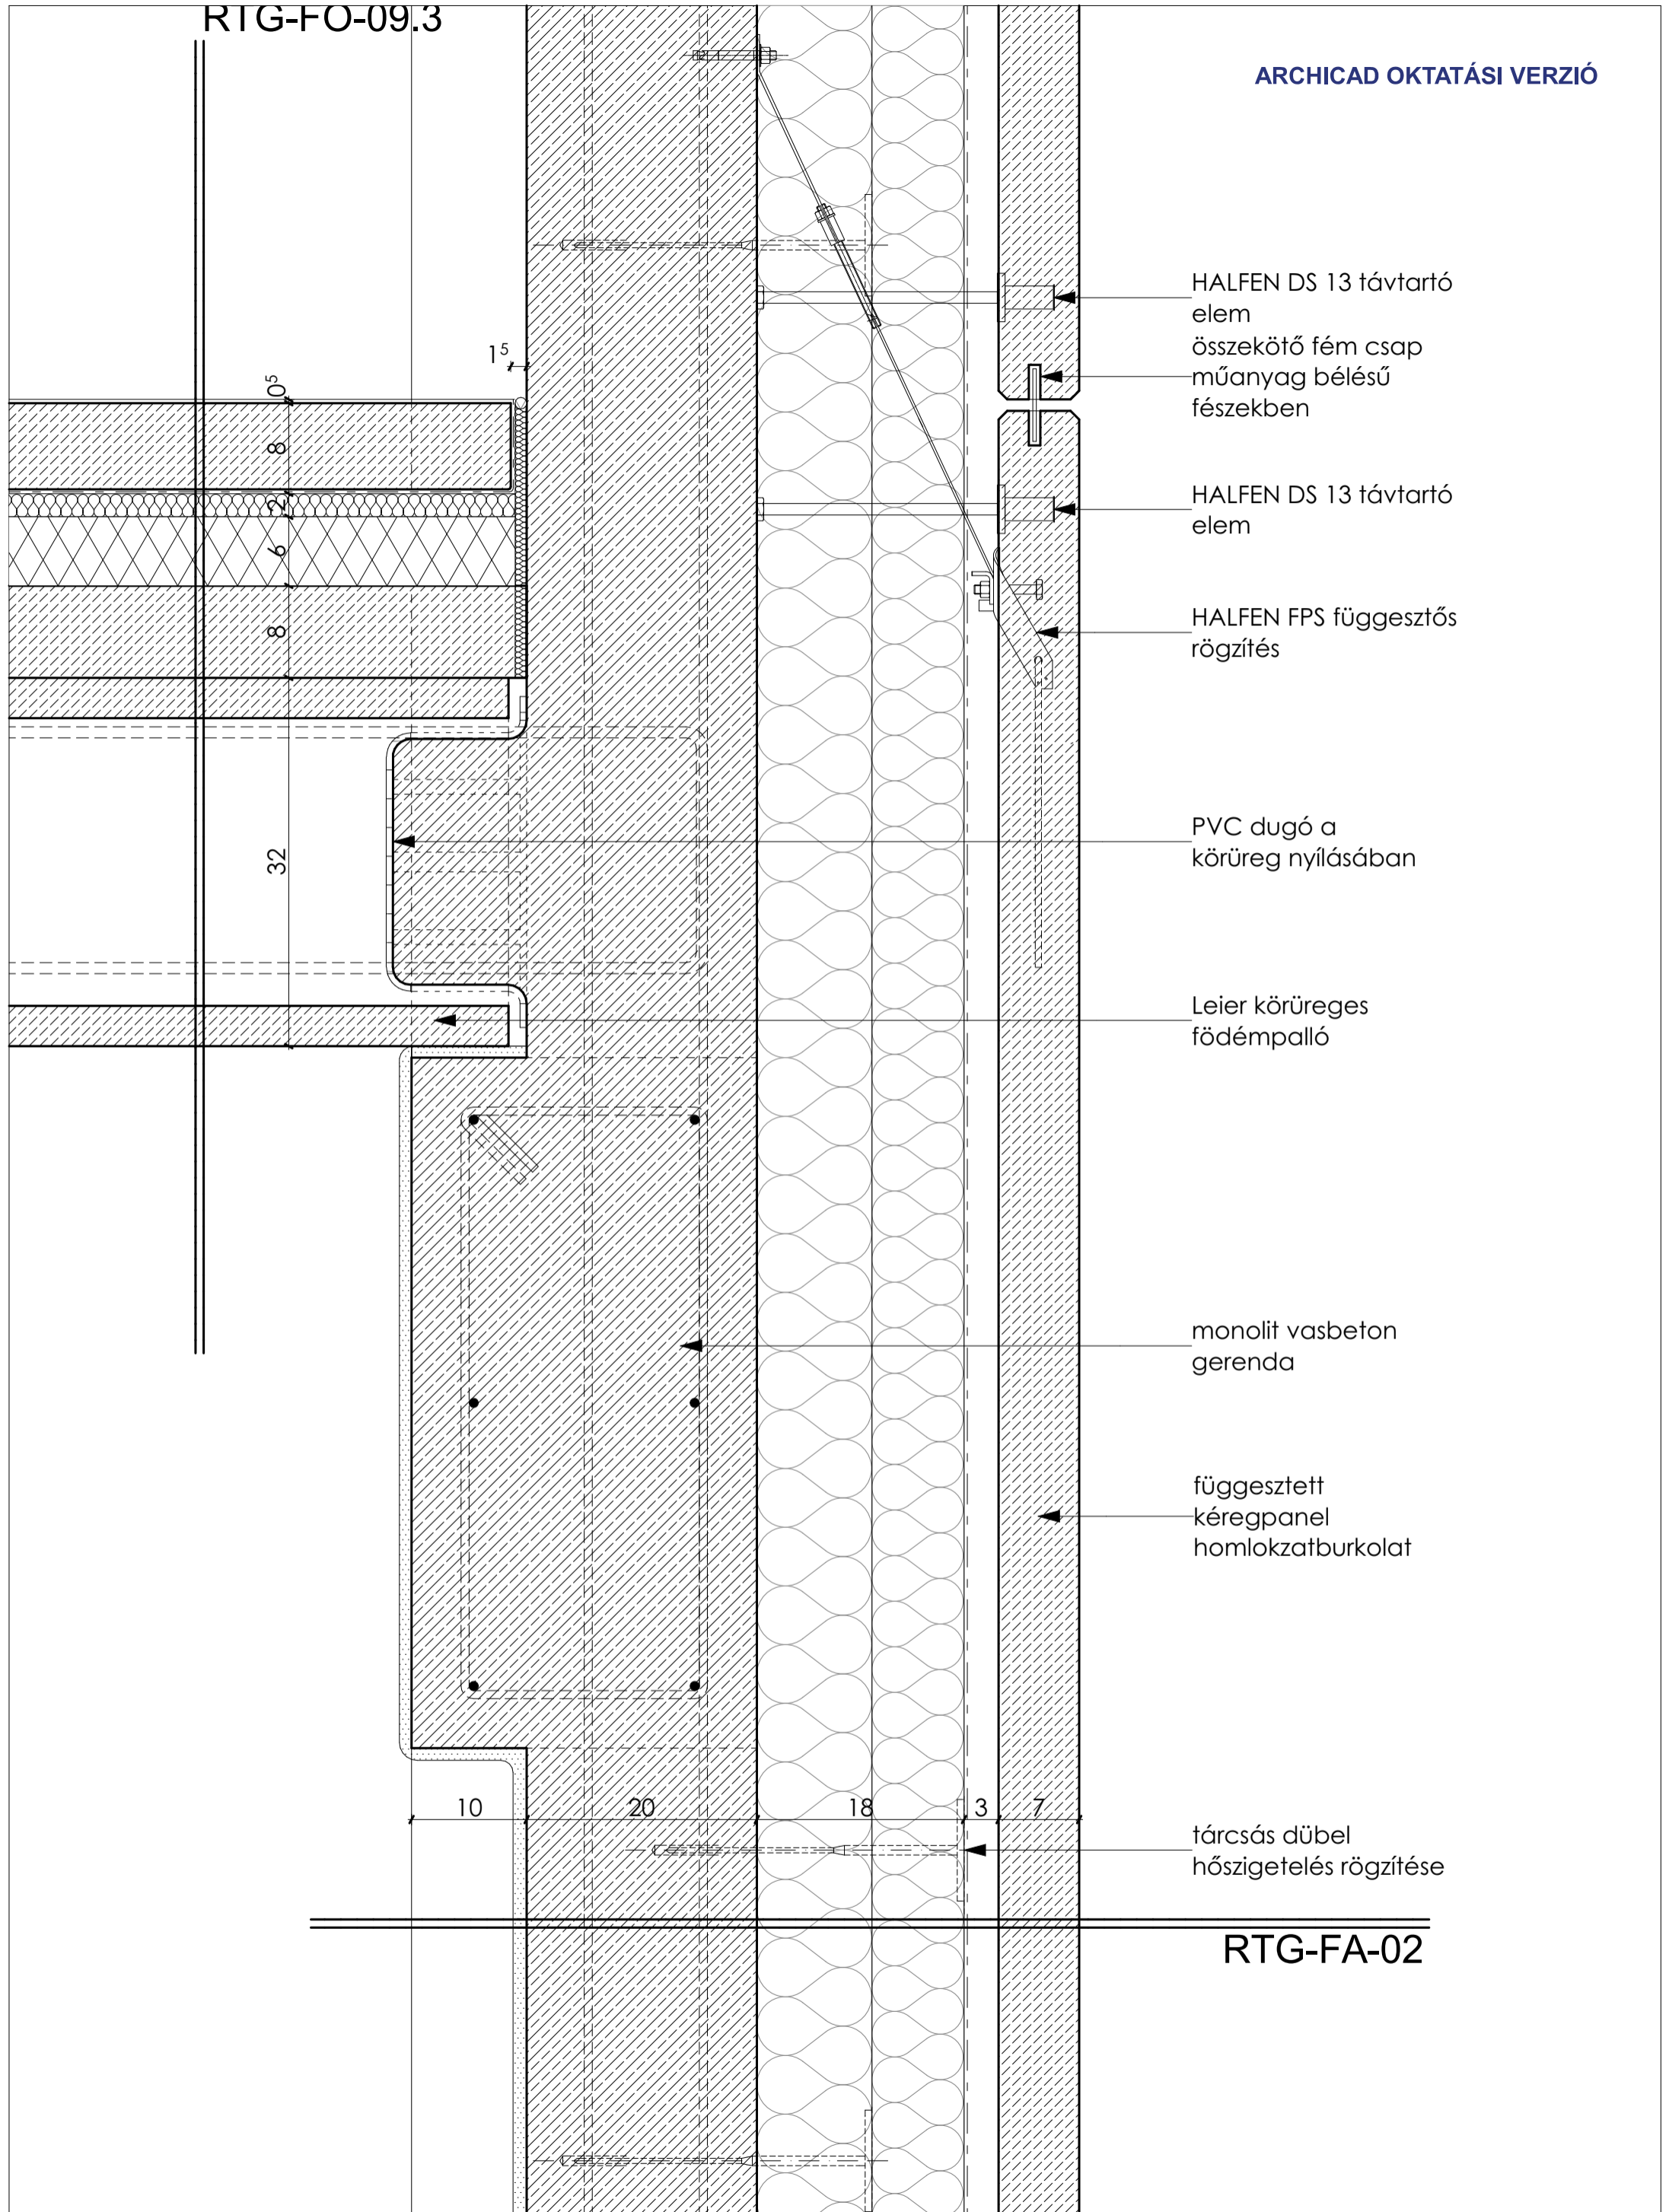 RTG-FO-09.3
ARCHICAD OKTATÁSI VERZIÓ
HALFEN DS 13 távtartó
elem
összekötő fém csap
műanyag bélésű
fészekben
1⁵
0⁵
8
2
6
8
32
HALFEN DS 13 távtartó
elem
HALFEN FPS függesztős
rögzítés
PVC dugó a
körüreg nyílásában
Leier körüreges
födémpalló
monolit vasbeton
gerenda
függesztett
kéregpanel
homlokzatburkolat
10 20 18 3 7
tárcsás dübel
hőszigetelés rögzítése
RTG-FA-02